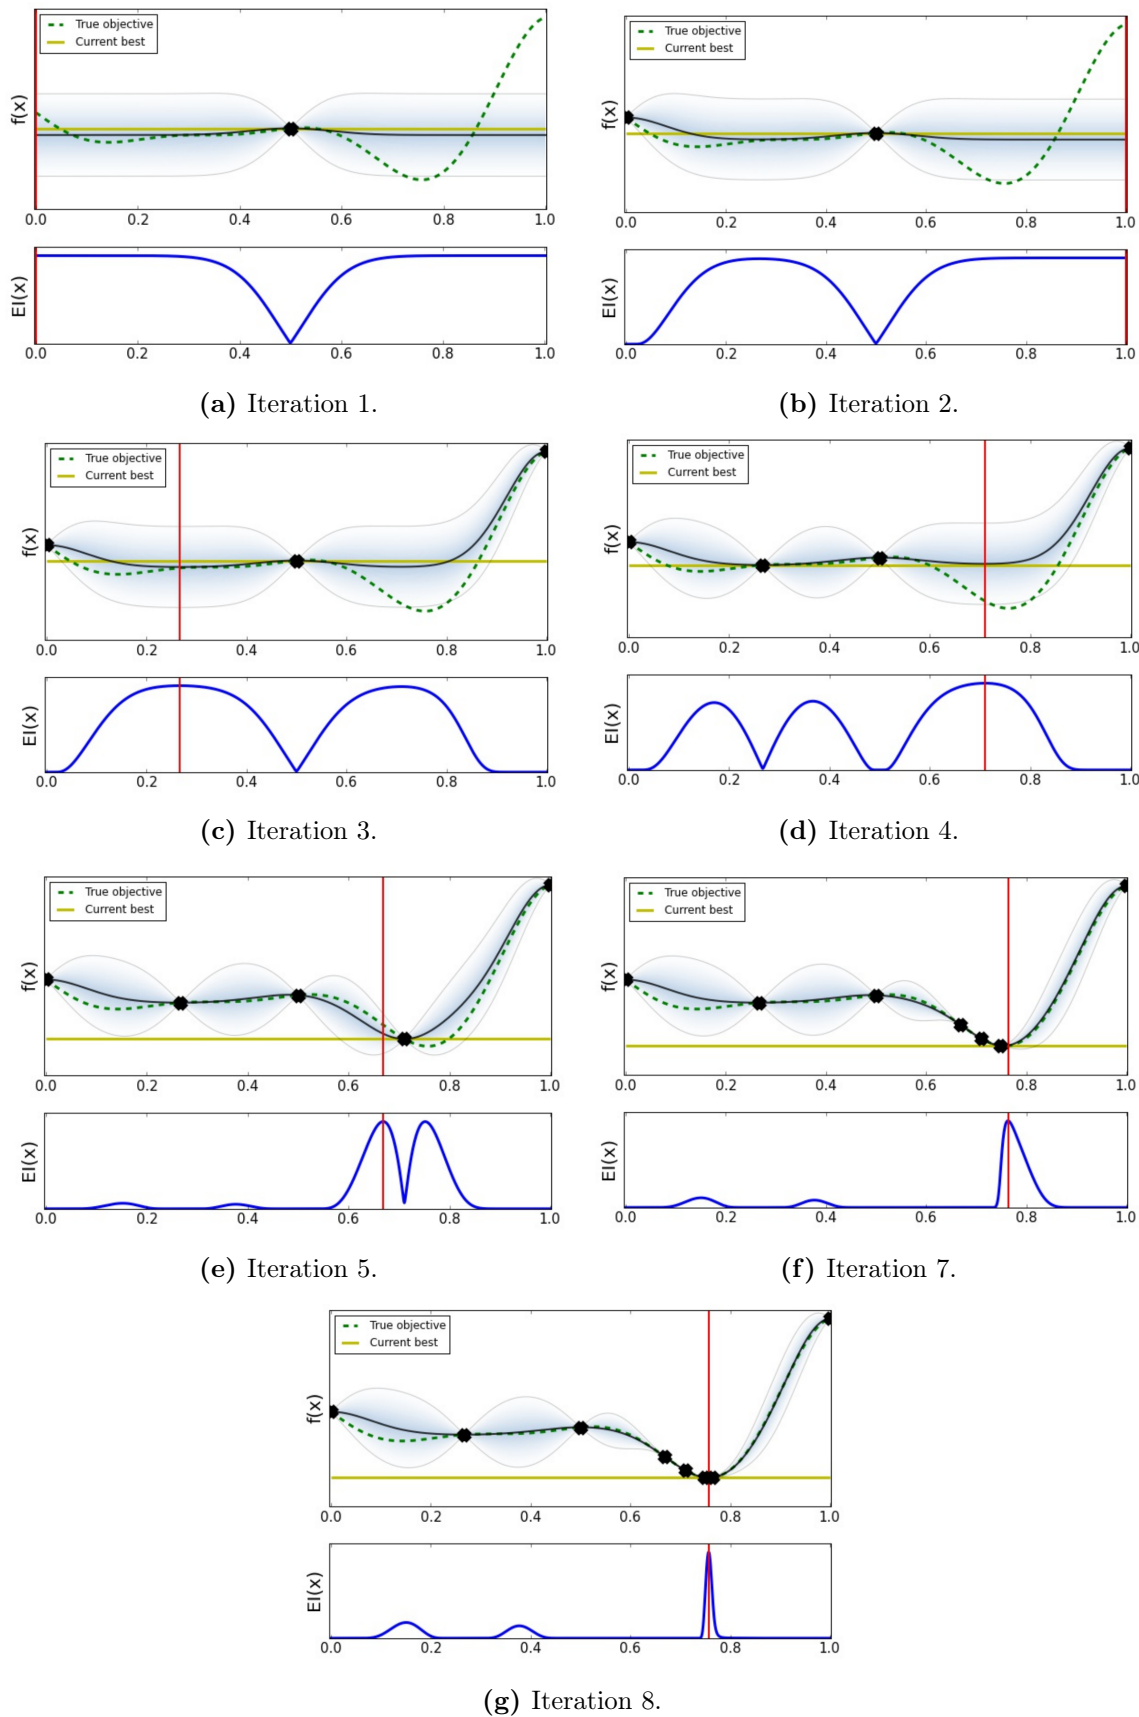 True objective
Current best
f(x)
0.0 0.2 0.4 0.6 0.8 1.0
EI(x)
0.0 0.2 0.4 0.6 0.8 1.0
(a) Iteration 1.
True objective
Current best
f(x)
0.0 0.2 0.4 0.6 0.8 1.0
EI(x)
0.0 0.2 0.4 0.6 0.8 1.0
(b) Iteration 2.
True objective
Current best
f(x)
0.0 0.2 0.4 0.6 0.8 1.0
EI(x)
0.0 0.2 0.4 0.6 0.8 1.0
(c) Iteration 3.
True objective
Current best
f(x)
0.0 0.2 0.4 0.6 0.8 1.0
EI(x)
0.0 0.2 0.4 0.6 0.8 1.0
(d) Iteration 4.
True objective
Current best
f(x)
0.0 0.2 0.4 0.6 0.8 1.0
EI(x)
0.0 0.2 0.4 0.6 0.8 1.0
(e) Iteration 5.
True objective
Current best
f(x)
0.0 0.2 0.4 0.6 0.8 1.0
EI(x)
0.0 0.2 0.4 0.6 0.8 1.0
(f) Iteration 7.
True objective
Current best
f(x)
0.0 0.2 0.4 0.6 0.8 1.0
EI(x)
0.0 0.2 0.4 0.6 0.8 1.0
(g) Iteration 8.